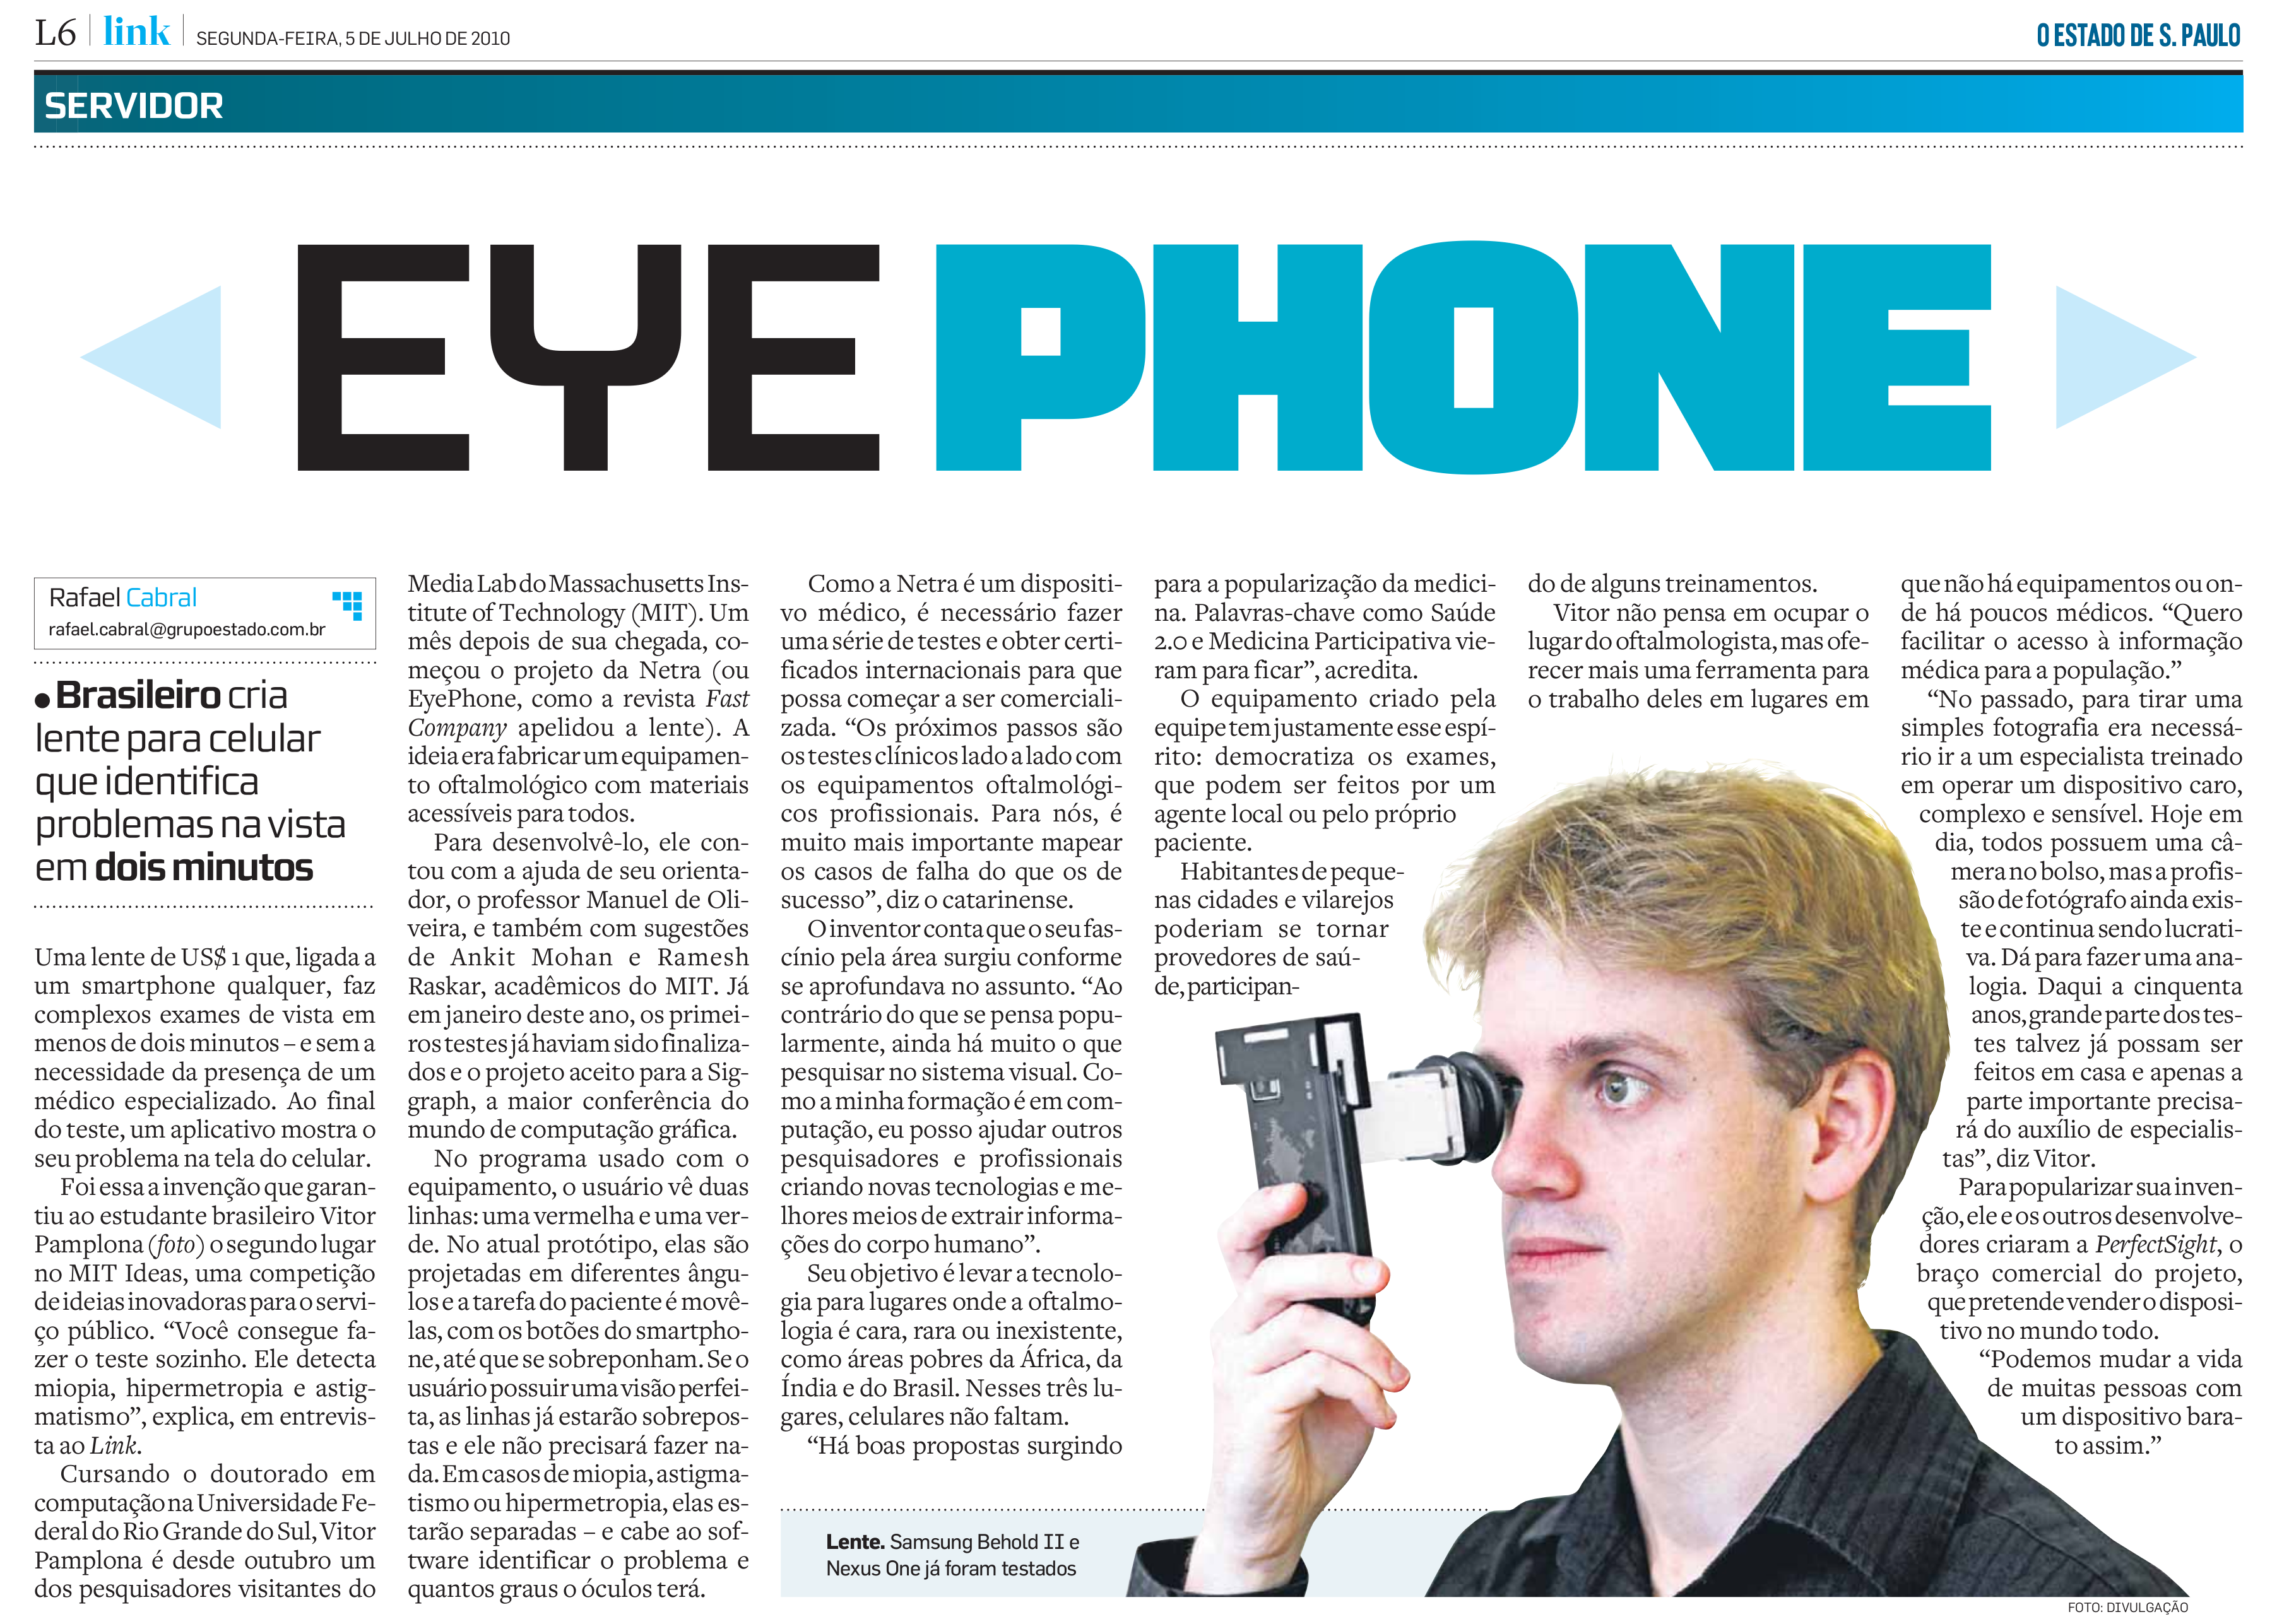 L6 | link | SEGUNDA-FEIRA, 5 DE JULHO DE 2010
O ESTADO DE S. PAULO
SERVIDOR
EYE PHONE
Rafael Cabral
rafael.cabral@grupoestado.com.br
● Brasileiro cria
lente para celular
que identifica
problemas na vista
em dois minutos
Uma lente de US$ 1 que, ligada a
um smartphone qualquer, faz
complexos exames de vista em
menos de dois minutos – e sem a
necessidade da presença de um
médico especializado. Ao final
do teste, um aplicativo mostra o
seu problema na tela do celular.
Foi essa a invenção que garan-
tiu ao estudante brasileiro Vitor
Pamplona (foto) o segundo lugar
no MIT Ideas, uma competição
de ideias inovadoras para o servi-
ço público. “Você consegue fa-
zer o teste sozinho. Ele detecta
miopia, hipermetropia e astig-
matismo”, explica, em entrevis-
ta ao Link.
Cursando o doutorado em
computação na Universidade Fe-
deral do Rio Grande do Sul, Vitor
Pamplona é desde outubro um
dos pesquisadores visitantes do
Media Lab do Massachusetts Ins-
titute of Technology (MIT). Um
mês depois de sua chegada, co-
meçou o projeto da Netra (ou
EyePhone, como a revista Fast
Company apelidou a lente). A
ideia era fabricar um equipamen-
to oftalmológico com materiais
acessíveis para todos.
Para desenvolvê-lo, ele con-
tou com a ajuda de seu orienta-
dor, o professor Manuel de Oli-
veira, e também com sugestões
de Ankit Mohan e Ramesh
Raskar, acadêmicos do MIT. Já
em janeiro deste ano, os primei-
ros testes já haviam sido finaliza-
dos e o projeto aceito para a Sig-
graph, a maior conferência do
mundo de computação gráfica.
No programa usado com o
equipamento, o usuário vê duas
linhas: uma vermelha e uma ver-
de. No atual protótipo, elas são
projetadas em diferentes ângu-
los e a tarefa do paciente é movê-
las, com os botões do smartpho-
ne, até que se sobreponham. Se o
usuário possuir uma visão perfei-
ta, as linhas já estarão sobrepos-
tas e ele não precisará fazer na-
da. Em casos de miopia, astigma-
tismo ou hipermetropia, elas es-
tarão separadas – e cabe ao sof-
tware identificar o problema e
quantos graus o óculos terá.
Como a Netra é um dispositi-
vo médico, é necessário fazer
uma série de testes e obter certi-
ficados internacionais para que
possa começar a ser comerciali-
zada. “Os próximos passos são
os testes clínicos lado a lado com
os equipamentos oftalmológi-
cos profissionais. Para nós, é
muito mais importante mapear
os casos de falha do que os de
sucesso”, diz o catarinense.
O inventor conta que o seu fas-
cínio pela área surgiu conforme
se aprofundava no assunto. “Ao
contrário do que se pensa popu-
larmente, ainda há muito o que
pesquisar no sistema visual. Co-
mo a minha formação é em com-
putação, eu posso ajudar outros
pesquisadores e profissionais
criando novas tecnologias e me-
lhores meios de extrair informa-
ções do corpo humano”.
Seu objetivo é levar a tecnolo-
gia para lugares onde a oftalmo-
logia é cara, rara ou inexistente,
como áreas pobres da África, da
Índia e do Brasil. Nesses três lu-
gares, celulares não faltam.
“Há boas propostas surgindo
para a popularização da medici-
na. Palavras-chave como Saúde
2.0 e Medicina Participativa vie-
ram para ficar”, acredita.
O equipamento criado pela
equipe tem justamente esse espí-
rito: democratiza os exames,
que podem ser feitos por um
agente local ou pelo próprio
paciente.
Habitantes de peque-
nas cidades e vilarejos
poderiam se tornar
provedores de saú-
de, participan-
do de alguns treinamentos.
Vitor não pensa em ocupar o
lugar do oftalmologista, mas ofe-
recer mais uma ferramenta para
o trabalho deles em lugares em
que não há equipamentos ou on-
de há poucos médicos. “Quero
facilitar o acesso à informação
médica para a população.”
“No passado, para tirar uma
simples fotografia era necessá-
rio ir a um especialista treinado
em operar um dispositivo caro,
complexo e sensível. Hoje em
dia, todos possuem uma câ-
mera no bolso, mas a profis-
são de fotógrafo ainda exis-
te e continua sendo lucrati-
va. Dá para fazer uma ana-
logia. Daqui a cinquenta
anos, grande parte dos tes-
tes talvez já possam ser
feitos em casa e apenas a
parte importante precisa-
rá do auxílio de especialis-
tas”, diz Vitor.
Para popularizar sua inven-
ção, ele e os outros desenvolve-
dores criaram a PerfectSight, o
braço comercial do projeto,
que pretende vender o disposi-
tivo no mundo todo.
“Podemos mudar a vida
de muitas pessoas com
um dispositivo bara-
to assim.”
Lente. Samsung Behold II e
Nexus One já foram testados
FOTO: DIVULGAÇÃO